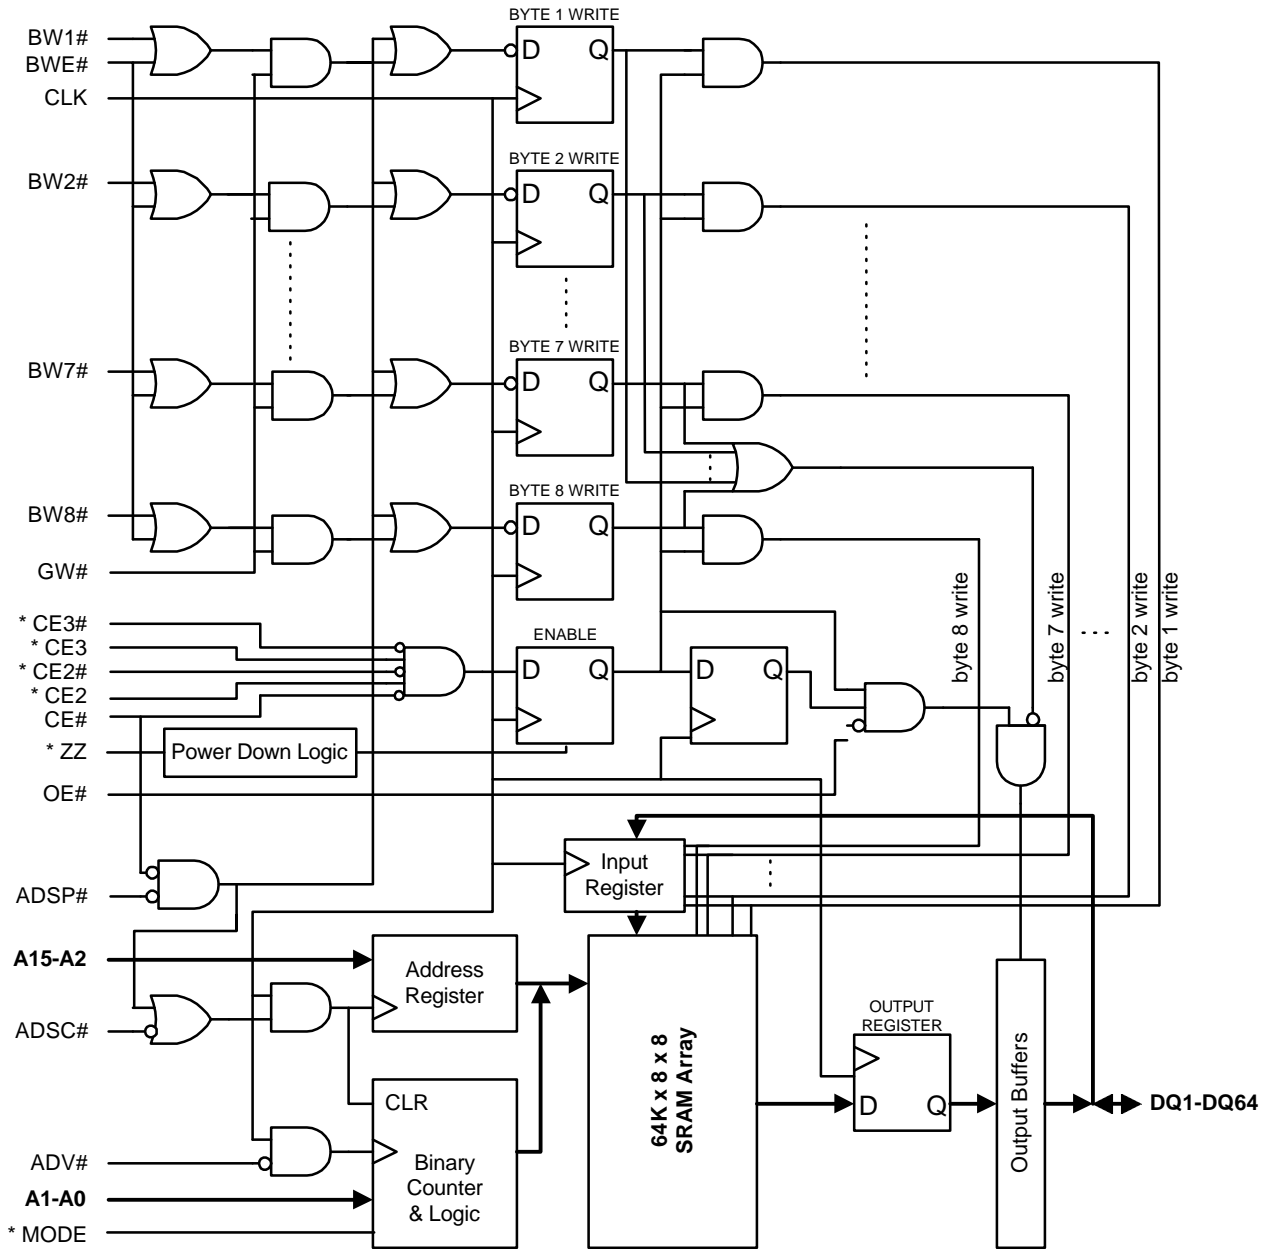 BYTE 1 WRITE
BW1#
BWE#
CLK
D
Q
BYTE 2 WRITE
BW2#
D
Q
BYTE 7 WRITE
BW7#
D
Q
BYTE 8 WRITE
BW8#
D
Q
GW#
* CE3#
* CE3
* CE2#
* CE2
CE#
* ZZ
OE#
ENABLE
D
Q
D
Q
Power Down Logic
byte 8 write
byte 7 write
byte 2 write
byte 1 write
Input
Register
ADSP#
A15-A2
ADSC#
Address
Register
CLR
Binary
Counter
& Logic
ADV#
A1-A0
* MODE
64K x 8 x 8
SRAM Array
OUTPUT
REGISTER
D
Q
Output Buffers
DQ1-DQ64